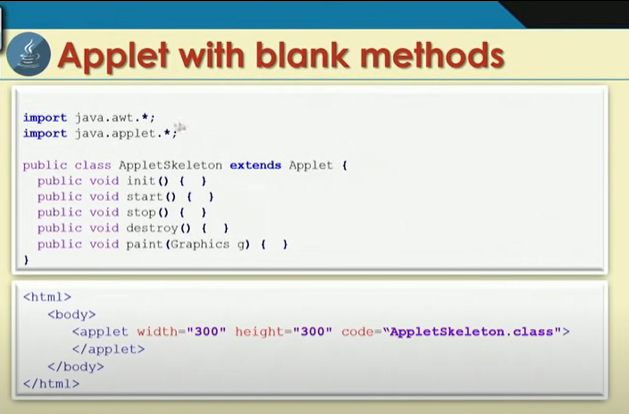 Applet with blank methods
import java.awt.*;
import java.applet.*;
public class AppletSkeleton extends Applet {
public void init() { }
public void start() { }
public void stop() { }
public void destroy() { }
public void paint(Graphics g) { }
}
<html>
<body>
<applet width="300" height="300" code=“AppletSkeleton.class">
</applet>
</body>
</html>